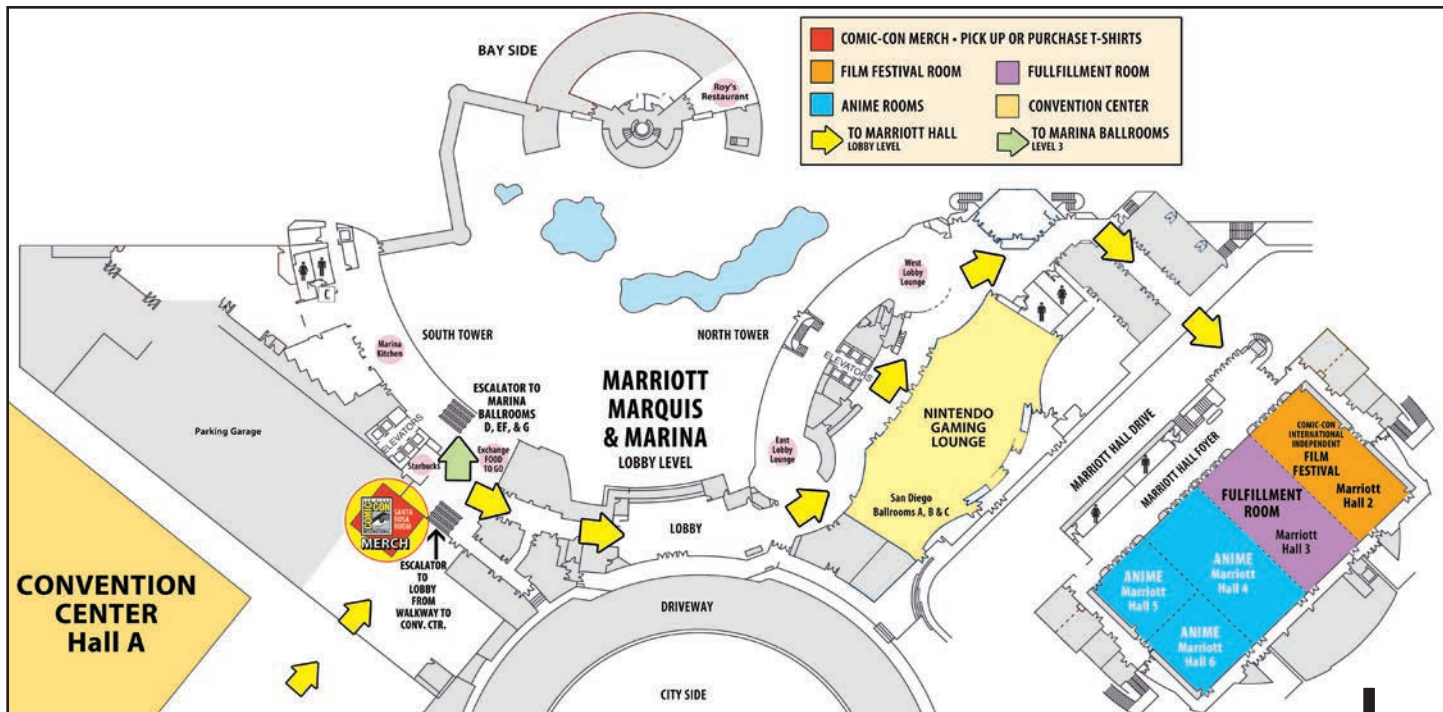 BAY SIDE
Roy's
Restaurant
COMIC-CON MERCH • PICK UP OR PURCHASE T-SHIRTS
FILM FESTIVAL ROOM
FULLFILLMENT ROOM
ANIME ROOMS
CONVENTION CENTER
TO MARRIOTT HALL
LOBBY LEVEL
TO MARINA BALLROOMS
LEVEL 3
West
Lobby
Lounge
SOUTH TOWER
NORTH TOWER
Marina
Kitchen
ELEVATORS
ESCALATOR TO
MARINA
BALLROOMS
D, EF, & G
MARRIOTT
MARQUIS
& MARINA
LOBBY LEVEL
ELEVATORS
NINTENDO
GAMING
LOUNGE
San Diego
Ballrooms A, B & C
Parking Garage
Starbucks
Exchange
FOOD
TO GO
East
Lobby
Lounge
MARRIOTT HALL DRIVE
MARRIOTT HALL FOYER
COMIC-CON
INTERNATIONAL
INDEPENDENT
FILM
FESTIVAL
Marriott
Hall 2
FULFILLMENT
ROOM
Marriott
Hall 3
ANIME
Marriott
Hall 4
ANIME
Marriott
Hall 5
ANIME
Marriott
Hall 6
COMIC CON
SANTA
ROSA
ROOM
MERCH
LOBBY
ESCALATOR
TO
LOBBY
FROM
WALKWAY TO
CONV. CTR.
CONVENTION
CENTER
Hall A
DRIVEWAY
CITY SIDE